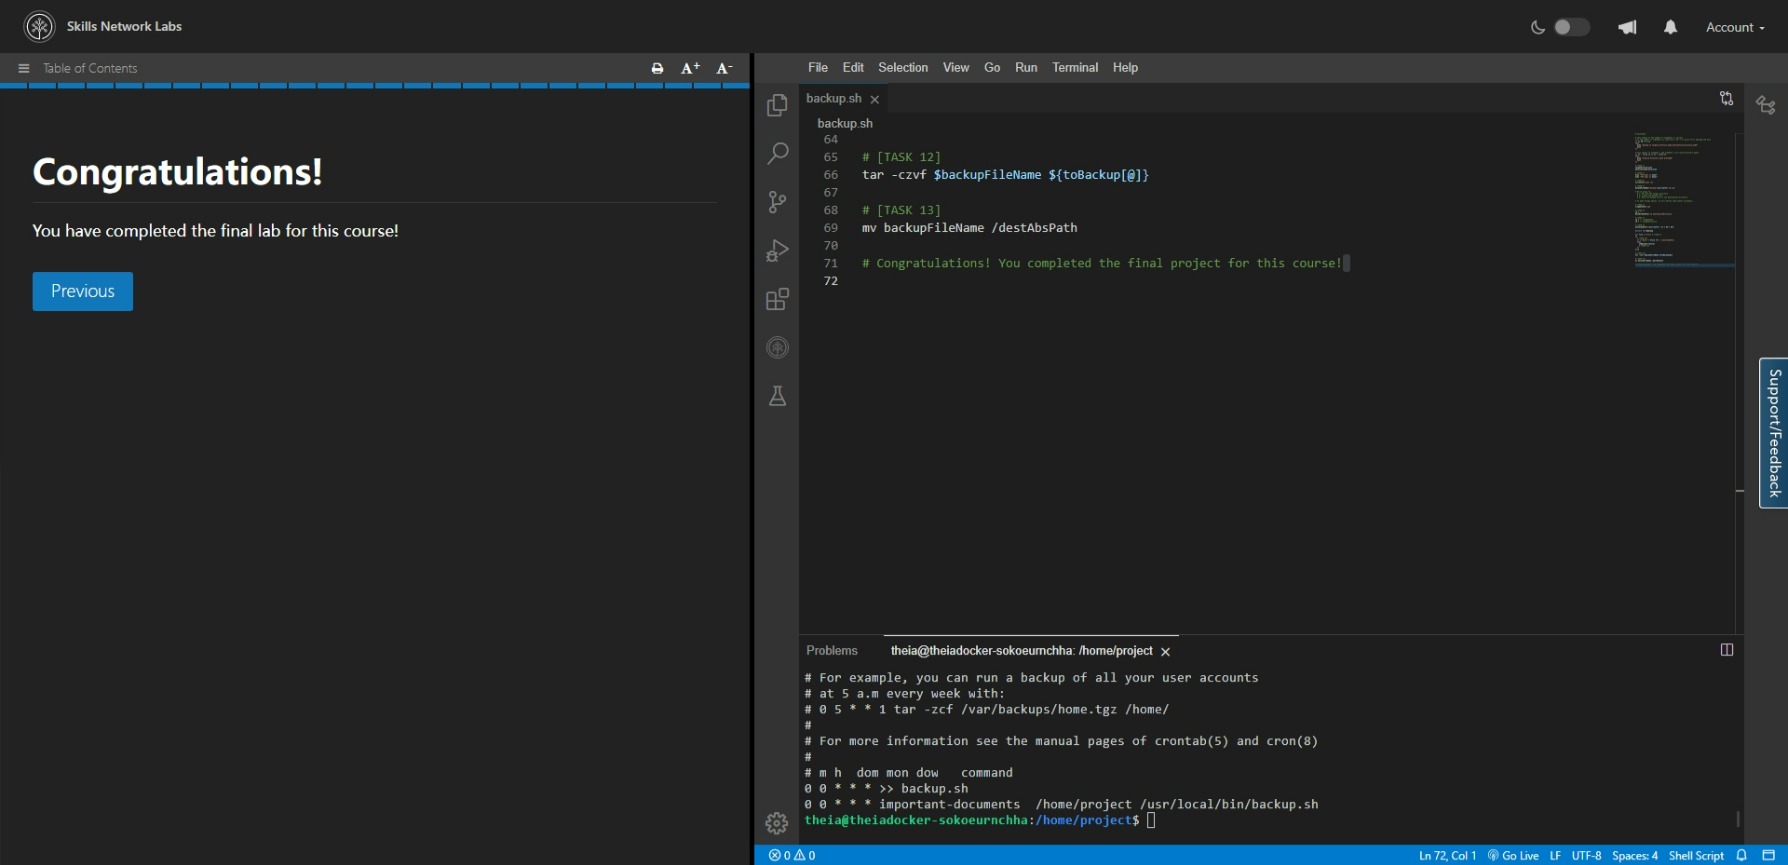 Skills Network Labs
Account
Table of Contents
A+ A-
Congratulations!
You have completed the final lab for this course!
Previous
File Edit Selection View Go Run Terminal Help
backup.sh
backup.sh
64
65 # [TASK 12]
66 tar -czvf $backupFileName ${toBackup[@]}
67
68 # [TASK 13]
69 mv backupFileName /destAbsPath
70
71 # Congratulations! You completed the final project for this course!
72
Support/Feedback
Problems theia@theiadocker-sokoeurnchha: /home/project
# For example, you can run a backup of all your user accounts
# at 5 a.m every week with:
# 0 5 * * 1 tar -zcf /var/backups/home.tgz /home/
#
# For more information see the manual pages of crontab(5) and cron(8)
#
# m h  dom mon dow   command
0 0 * * * >> backup.sh
0 0 * * * important-documents  /home/project /usr/local/bin/backup.sh
theia@theiadocker-sokoeurnchha:/home/project$
0 0
Ln 72, Col 1 Go Live LF UTF-8 Spaces: 4 Shell Script